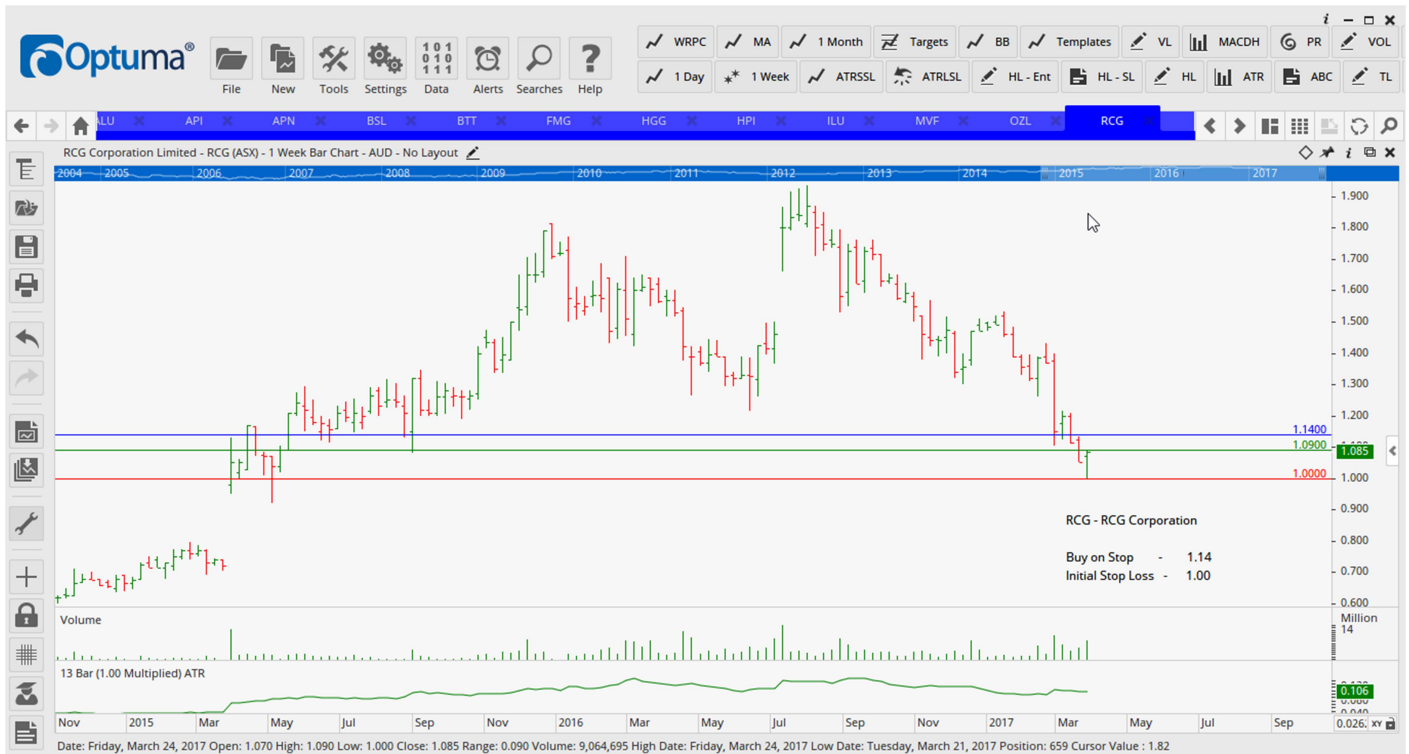 Optuma®
File New Tools Settings Data Alerts Searches Help
WRPC MA 1 Month Targets BB Templates VL MACDH PR VOL
1 Day 1 Week ATRSSL ATRLSL HL - Ent HL - SL HL ATR ABC TL
ALU API APN BSL BTT FMG HGG HPI ILU MVF OZL RCG
RCG Corporation Limited - RCG (ASX) - 1 Week Bar Chart - AUD - No Layout
2004 2005 2006 2007 2008 2009 2010 2011 2012 2013 2014 2015 2016 2017
1.900
1.800
1.700
1.600
1.500
1.400
1.300
1.200
1.1400
1.0900
1.085
1.0000
1.000
0.900
RCG - RCG Corporation
0.800
Buy on Stop - 1.14
Initial Stop Loss - 1.00
0.700
0.600
Volume
Million
14
13 Bar (1.00 Multiplied) ATR
0.106
Nov 2015 Mar May Jul Sep Nov 2016 Mar May Jul Sep Nov 2017 Mar May Jul Sep 0.026. XY
Date: Friday, March 24, 2017 Open: 1.070 High: 1.090 Low: 1.000 Close: 1.085 Range: 0.090 Volume: 9,064,695 High Date: Friday, March 24, 2017 Low Date: Tuesday, March 21, 2017 Position: 659 Cursor Value : 1.82